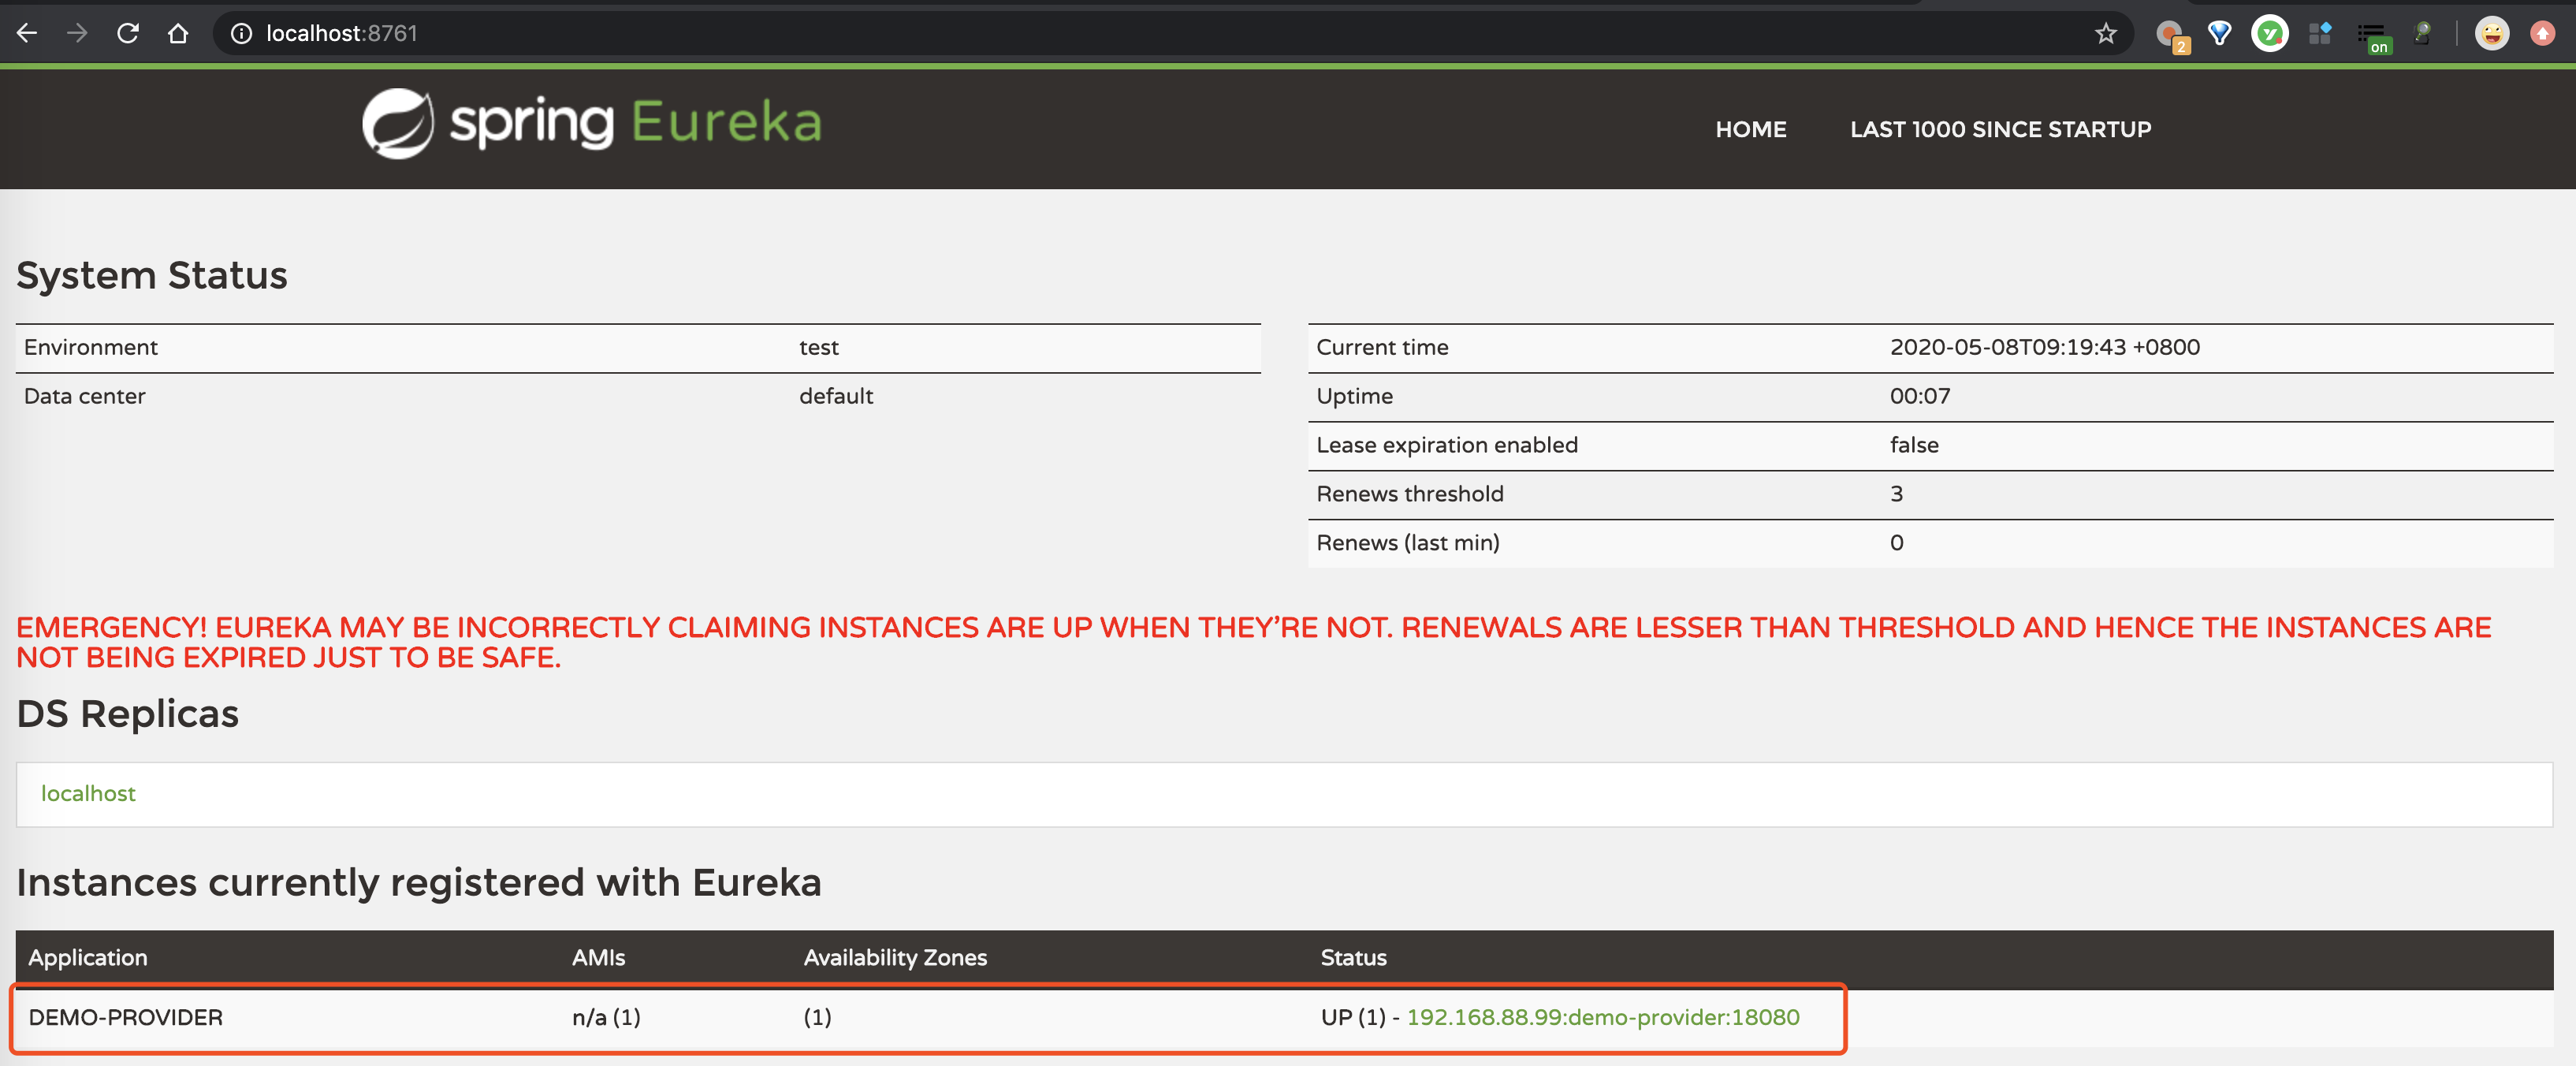 localhost:8761
2
on
spring Eureka
HOME LAST 1000 SINCE STARTUP
System Status
Environment test
Data center default
Current time 2020-05-08T09:19:43 +0800
Uptime 00:07
Lease expiration enabled false
Renews threshold 3
Renews (last min) 0
EMERGENCY! EUREKA MAY BE INCORRECTLY CLAIMING INSTANCES ARE UP WHEN THEY’RE NOT. RENEWALS ARE LESSER THAN THRESHOLD AND HENCE THE INSTANCES ARE
NOT BEING EXPIRED JUST TO BE SAFE.
DS Replicas
localhost
Instances currently registered with Eureka
Application AMIs Availability Zones Status
DEMO-PROVIDER n/a (1) (1) UP (1) - 192.168.88.99:demo-provider:18080